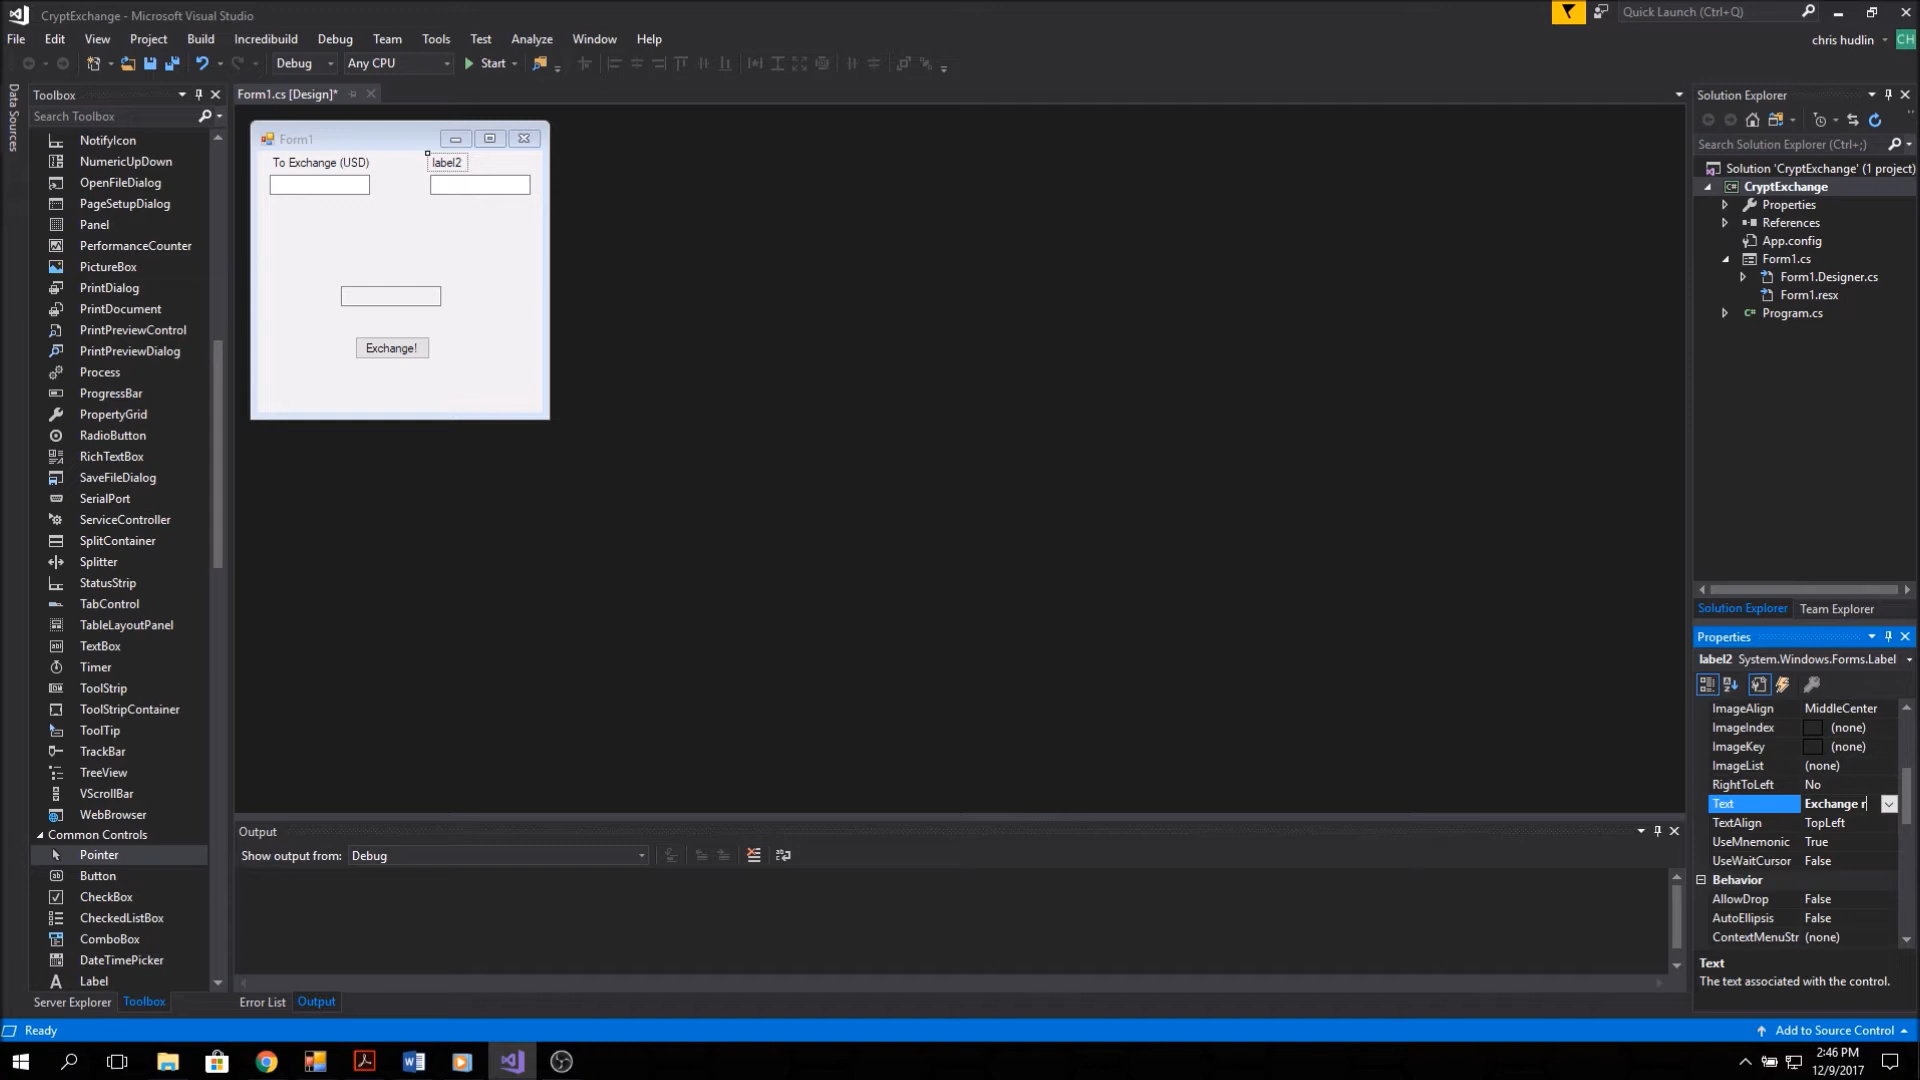 CryptExchange - Microsoft Visual Studio
Quick Launch (Ctrl+Q)
File Edit View Project Build Incredibuild Debug Team Tools Test Analyze Window Help
chris hudlin CH
Debug Any CPU Start
Data Sources
Toolbox
Search Toolbox
NotifyIcon
NumericUpDown
OpenFileDialog
PageSetupDialog
Panel
PerformanceCounter
PictureBox
PrintDialog
PrintDocument
PrintPreviewControl
PrintPreviewDialog
Process
ProgressBar
PropertyGrid
RadioButton
RichTextBox
SaveFileDialog
SerialPort
ServiceController
SplitContainer
Splitter
StatusStrip
TabControl
TableLayoutPanel
TextBox
Timer
ToolStrip
ToolStripContainer
ToolTip
TrackBar
TreeView
VScrollBar
WebBrowser
Common Controls
Pointer
Button
CheckBox
CheckedListBox
ComboBox
DateTimePicker
Label
Server Explorer Toolbox
Form1.cs [Design]*
Form1
To Exchange (USD) label2
Exchange!
Output
Show output from: Debug
Error List Output
Solution Explorer
Search Solution Explorer (Ctrl+;)
Solution 'CryptExchange' (1 project)
CryptExchange
Properties
References
App.config
Form1.cs
Form1.Designer.cs
Form1.resx
Program.cs
Solution Explorer Team Explorer
Properties
label2 System.Windows.Forms.Label
ImageAlign MiddleCenter
ImageIndex (none)
ImageKey (none)
ImageList (none)
RightToLeft No
Text Exchange r
TextAlign TopLeft
UseMnemonic True
UseWaitCursor False
Behavior
AllowDrop False
AutoEllipsis False
ContextMenuStr (none)
Text
The text associated with the control.
Ready
Add to Source Control
2:46 PM
12/9/2017